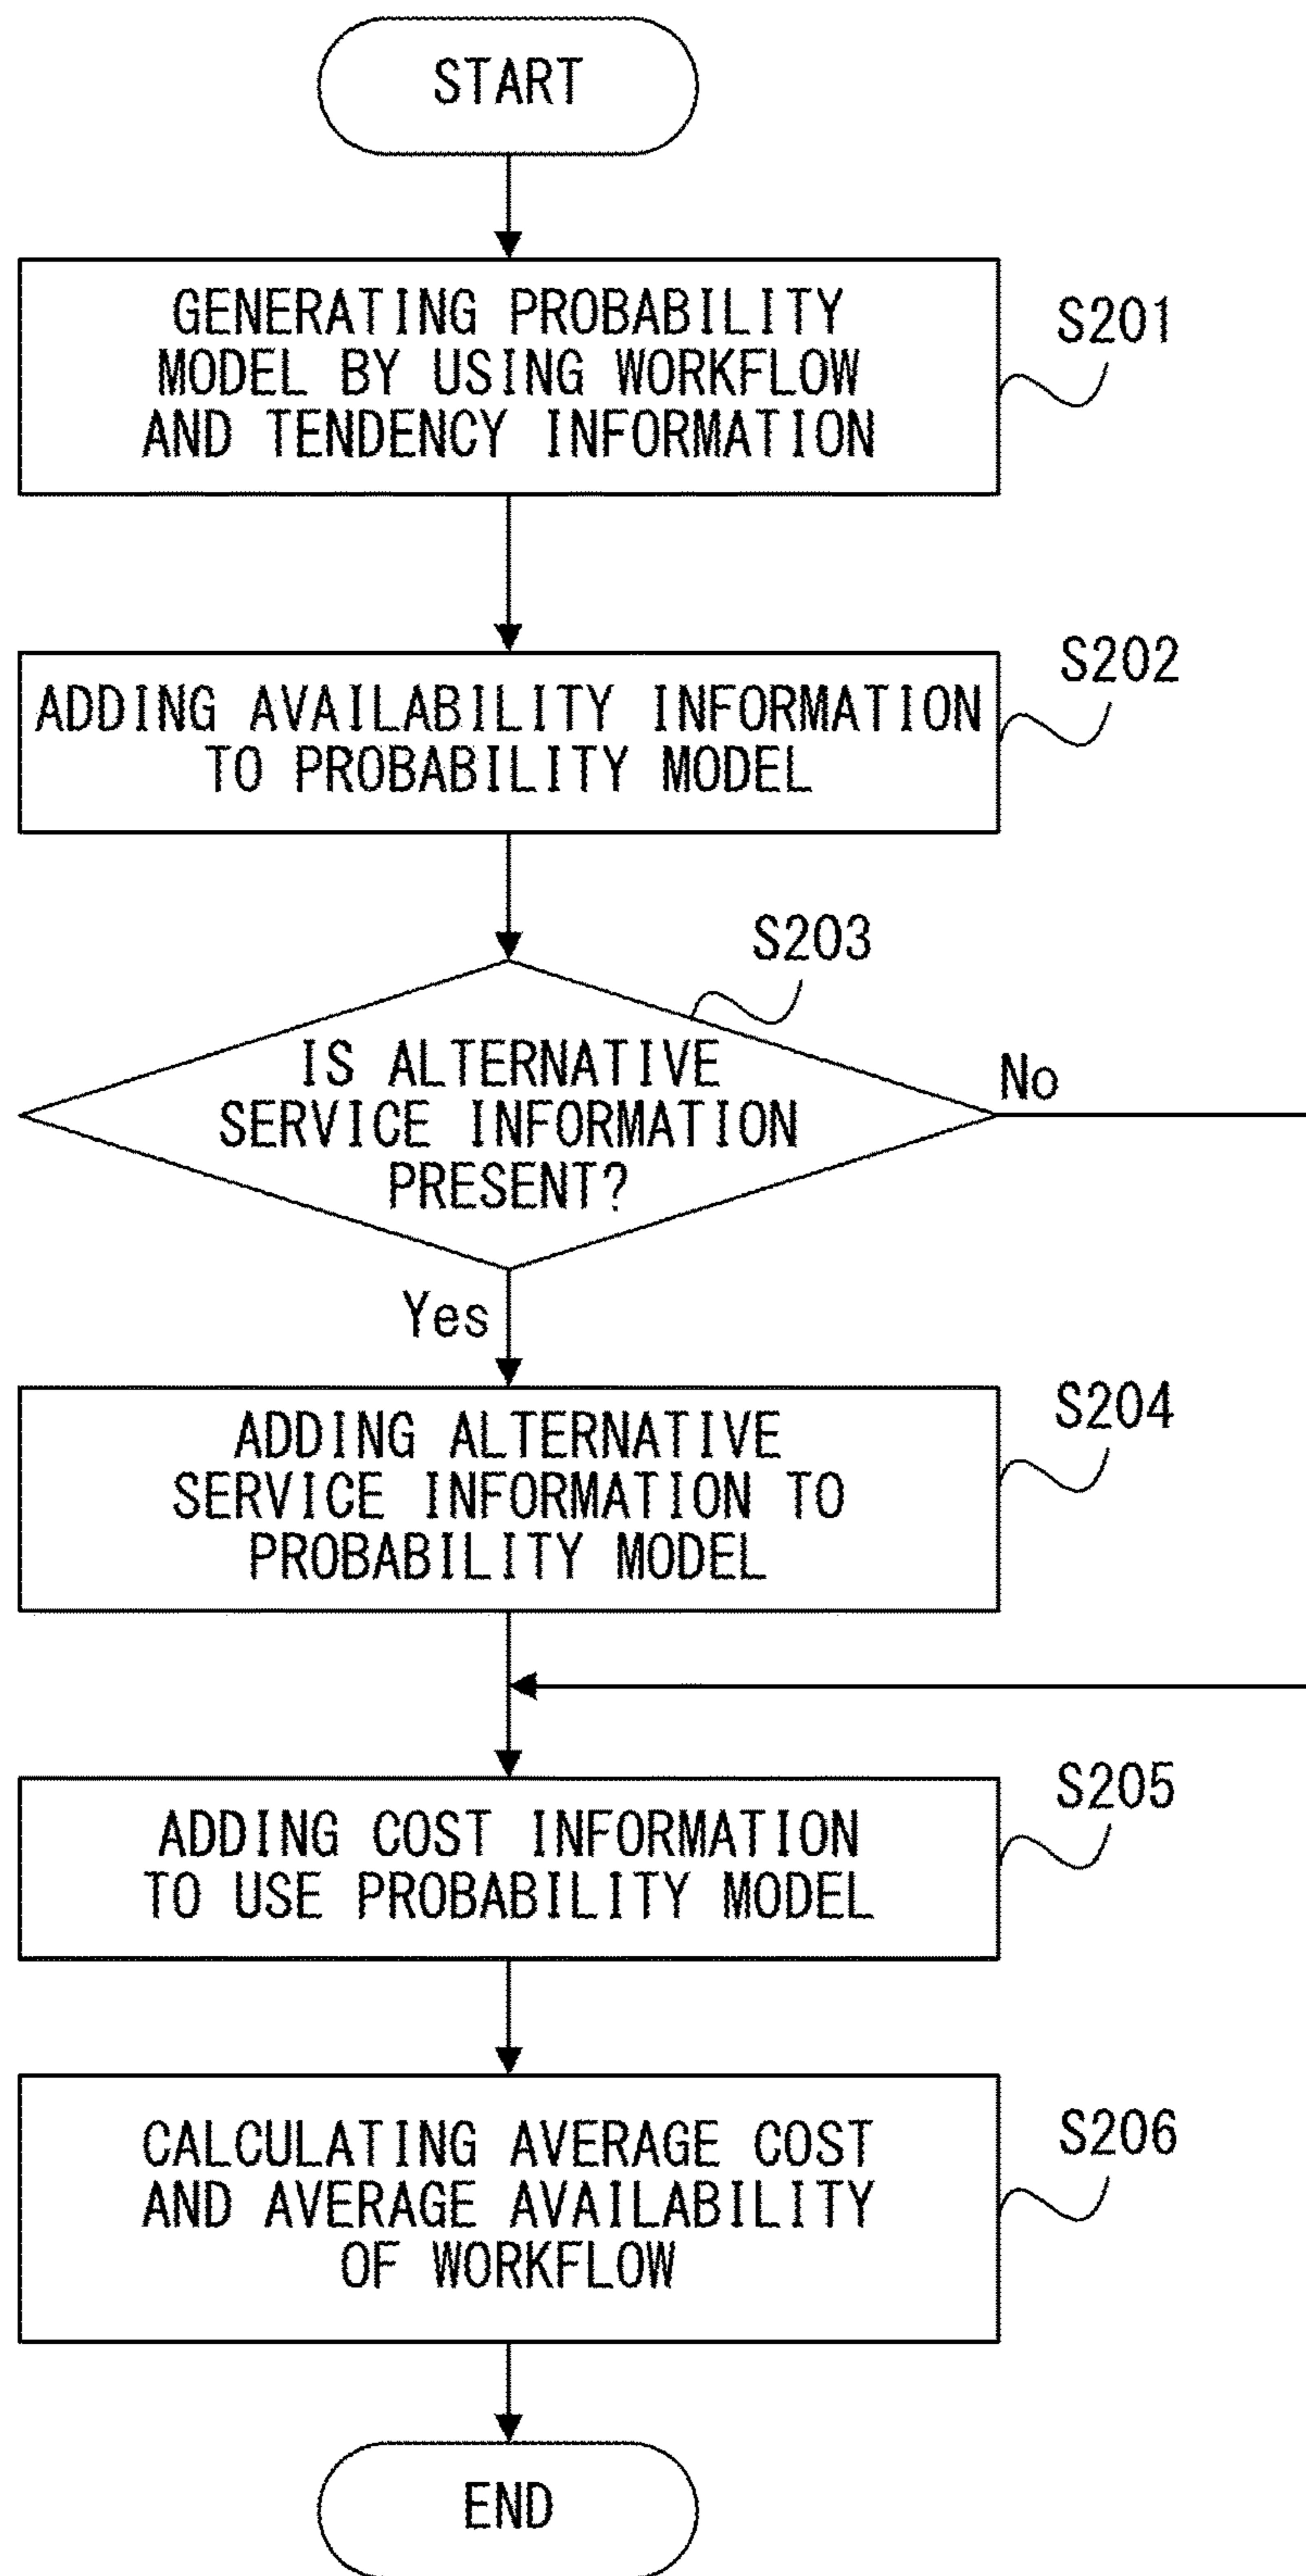 START
GENERATING PROBABILITY
MODEL BY USING WORKFLOW
AND TENDENCY INFORMATION
S201
ADDING AVAILABILITY INFORMATION
TO PROBABILITY MODEL
S202
S203
IS ALTERNATIVE
SERVICE INFORMATION
PRESENT?
No
Yes
ADDING ALTERNATIVE
SERVICE INFORMATION TO
PROBABILITY MODEL
S204
ADDING COST INFORMATION
TO USE PROBABILITY MODEL
S205
CALCULATING AVERAGE COST
AND AVERAGE AVAILABILITY
OF WORKFLOW
S206
END